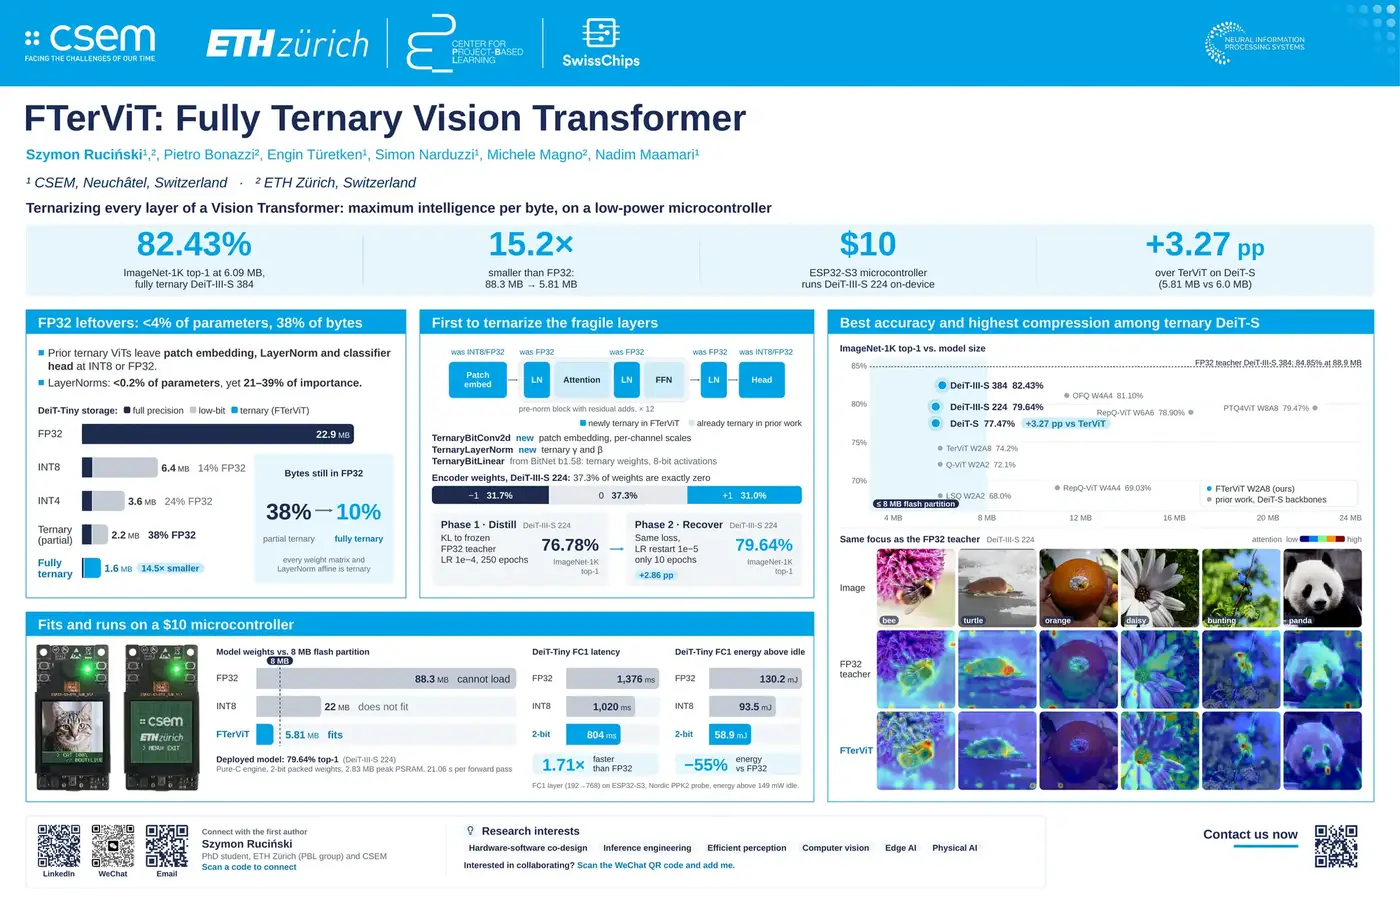 csem
FACING THE CHALLENGES OF OUR TIME
ETH zürich
CENTER FOR
PROJECT-BASED
LEARNING
SwissChips
NEURAL INFORMATION
PROCESSING SYSTEMS
FTerViT: Fully Ternary Vision Transformer
Szymon Ruciński¹,², Pietro Bonazzi², Engin Türetken¹, Simon Narduzzi¹, Michele Magno², Nadim Maamari¹
¹ CSEM, Neuchâtel, Switzerland · ² ETH Zürich, Switzerland
Ternarizing every layer of a Vision Transformer: maximum intelligence per byte, on a low-power microcontroller
82.43%
ImageNet-1K top-1 at 6.09 MB,
fully ternary DeiT-III-S 384
15.2×
smaller than FP32:
88.3 MB → 5.81 MB
$10
ESP32-S3 microcontroller
runs DeiT-III-S 224 on-device
+3.27 pp
over TerViT on DeiT-S
(5.81 MB vs 6.0 MB)
FP32 leftovers: <4% of parameters, 38% of bytes
Prior ternary ViTs leave patch embedding, LayerNorm and classifier
head at INT8 or FP32.
LayerNorms: <0.2% of parameters, yet 21–39% of importance.
DeiT-Tiny storage: full precision low-bit ternary (FTerViT)
FP32 22.9 MB
INT8 6.4 MB 14% FP32
INT4 3.6 MB 24% FP32
Ternary
(partial) 2.2 MB 38% FP32
Fully
ternary 1.6 MB 14.5× smaller
Bytes still in FP32
38% → 10%
partial ternary fully ternary
every weight matrix and
LayerNorm affine is ternary
First to ternarize the fragile layers
was INT8/FP32 was FP32 was FP32 was FP32 was INT8/FP32
Patch
embed
LN Attention LN FFN LN Head
pre-norm block with residual adds. × 12
newly ternary in FTerViT already ternary in prior work
TernaryBitConv2d new patch embedding, per-channel scales
TernaryLayerNorm new ternary γ and β
TernaryBitLinear from BitNet b1.58: ternary weights, 8-bit activations
Encoder weights, DeiT-III-S 224: 37.3% of weights are exactly zero
−1 31.7% 0 37.3% +1 31.0%
Phase 1 · Distill DeiT-III-S 224
KL to frozen
FP32 teacher
LR 1e−4, 250 epochs
76.78%
ImageNet-1K
top-1
Phase 2 · Recover DeiT-III-S 224
Same loss,
LR restart 1e−5
only 10 epochs
+2.86 pp
79.64%
ImageNet-1K
top-1
Best accuracy and highest compression among ternary DeiT-S
ImageNet-1K top-1 vs. model size
FP32 teacher DeiT-III-S 384: 84.85% at 88.9 MB
85%
80%
75%
70%
DeiT-III-S 384 82.43%
DeiT-III-S 224 79.64%
DeiT-S 77.47% +3.27 pp vs TerViT
OFQ W4A4 81.10%
RepQ-ViT W6A6 78.90%
PTQ4ViT W8A8 79.47%
TerViT W2A8 74.2%
Q-ViT W2A2 72.1%
LSQ W2A2 68.0%
RepQ-ViT W4A4 69.03%
≤ 8 MB flash partition
FTerViT W2A8 (ours)
prior work, DeiT-S backbones
4 MB 8 MB 12 MB 16 MB 20 MB 24 MB
Same focus as the FP32 teacher DeiT-III-S 224
attention low high
Image
bee turtle orange daisy bunting panda
FP32
teacher
FTerViT
Fits and runs on a $10 microcontroller
csem
ETH zürich
> MENU< EXIT
Model weights vs. 8 MB flash partition
8 MB
FP32 88.3 MB cannot load
INT8 22 MB does not fit
FTerViT 5.81 MB fits
Deployed model: 79.64% top-1 (DeiT-III-S 224)
Pure-C engine, 2-bit packed weights, 2.83 MB peak PSRAM. 21.06 s per forward pass
DeiT-Tiny FC1 latency
FP32 1,376 ms
INT8 1,020 ms
2-bit 804 ms
1.71× faster
than FP32
DeiT-Tiny FC1 energy above idle
FP32 130.2 mJ
INT8 93.5 mJ
2-bit 58.9 mJ
−55% energy
vs FP32
FC1 layer (192→768) on ESP32-S3, Nordic PPK2 probe, energy above 149 mW idle.
LinkedIn
WeChat
Email
Connect with the first author
Szymon Ruciński
PhD student, ETH Zürich (PBL group) and CSEM
Scan a code to connect
Research interests
Hardware-software co-design Inference engineering Efficient perception Computer vision Edge AI Physical AI
Interested in collaborating? Scan the WeChat QR code and add me.
Contact us now